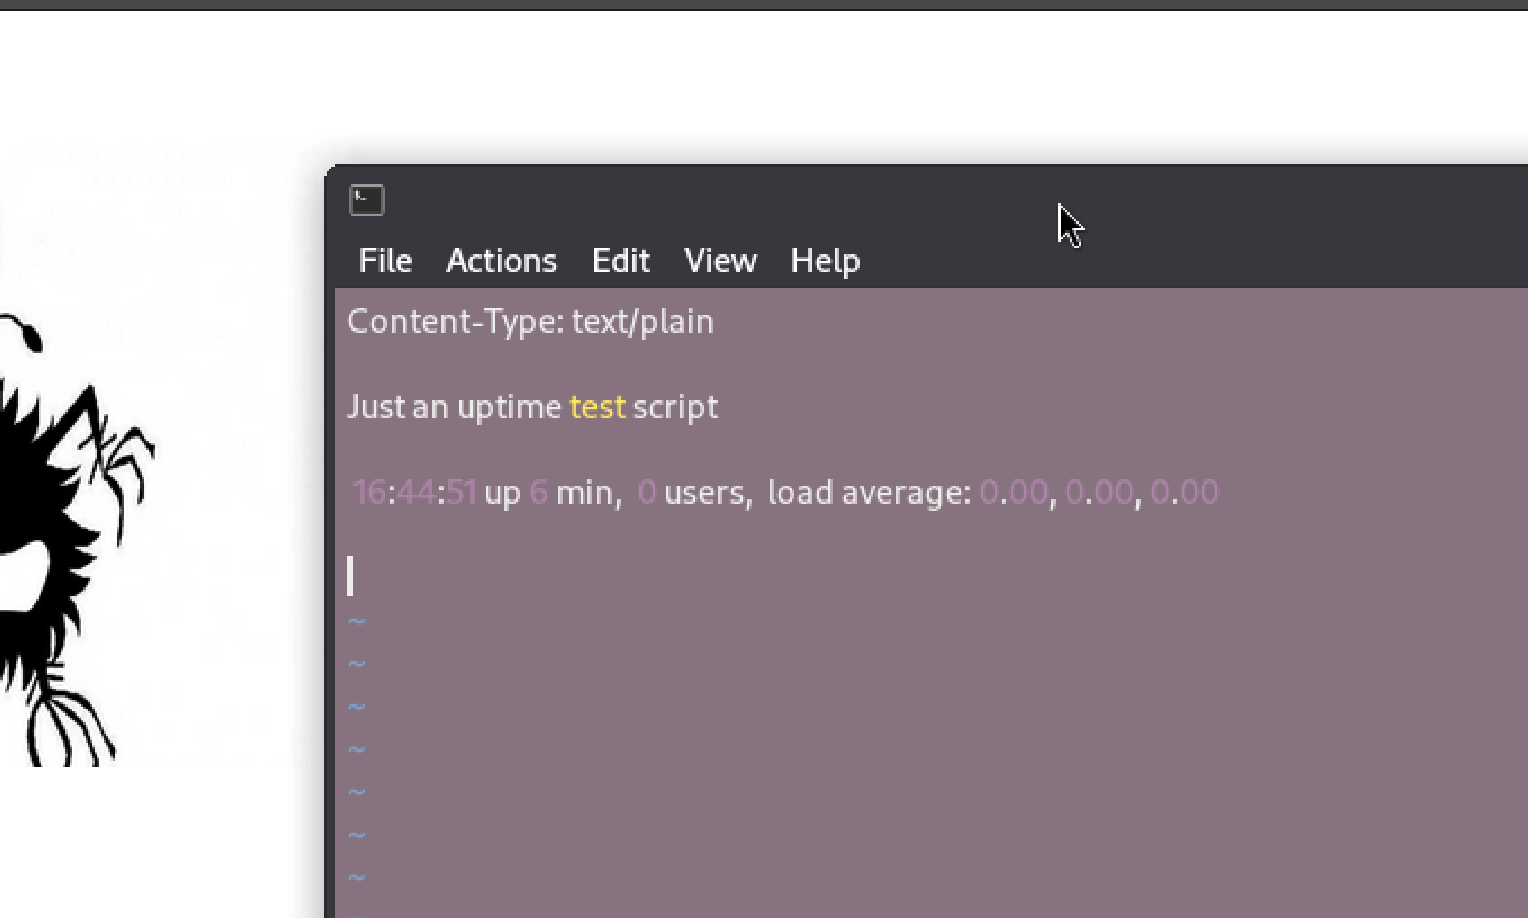 File Actions Edit View Help
Content-Type: text/plain
Just an uptime test script
16:44:51 up 6 min,  0 users,  load average: 0.00, 0.00, 0.00
~
~
~
~
~
~
~